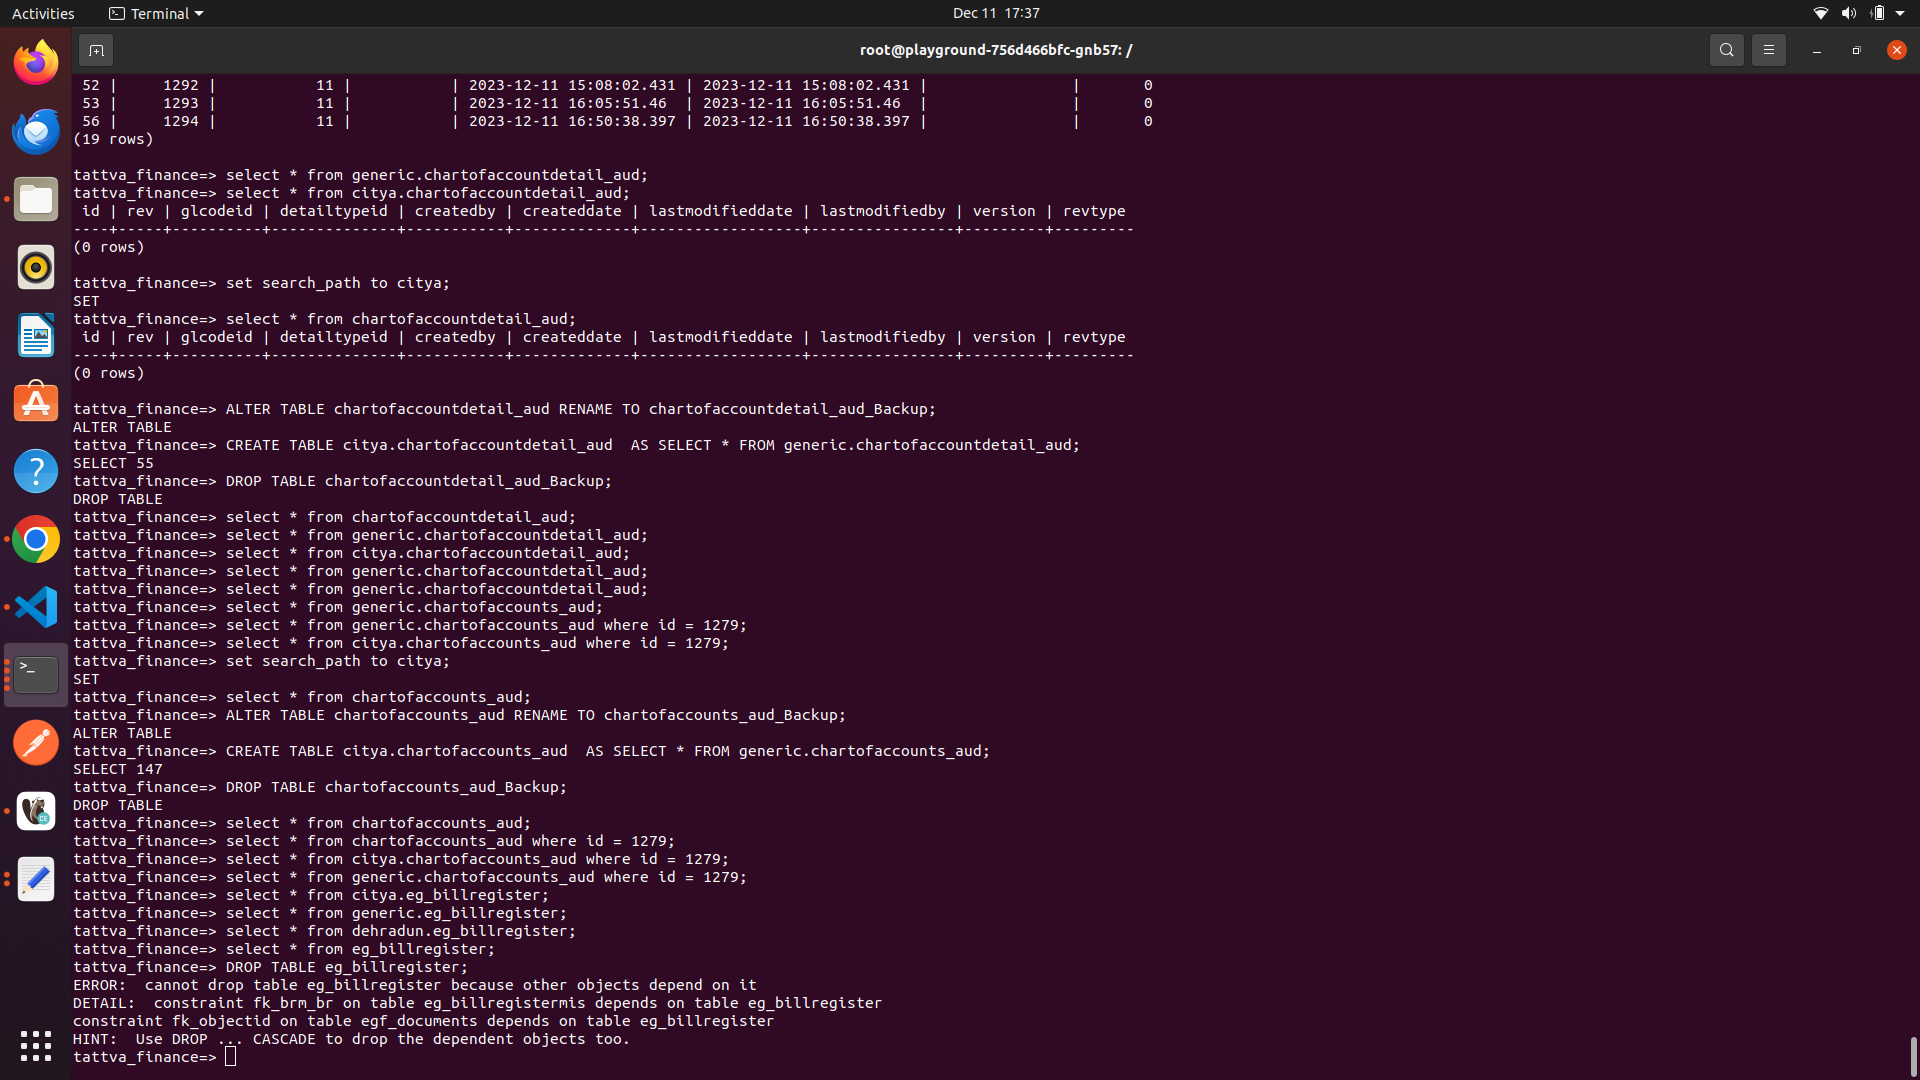 Activities
Terminal
Dec 11  17:37
root@playground-756d466bfc-gnb57: /
 52 |     1292 |           11 |           | 2023-12-11 15:08:02.431 | 2023-12-11 15:08:02.431 |                |       0
 53 |     1293 |           11 |           | 2023-12-11 16:05:51.46  | 2023-12-11 16:05:51.46  |                |       0
 56 |     1294 |           11 |           | 2023-12-11 16:50:38.397 | 2023-12-11 16:50:38.397 |                |       0
(19 rows)
tattva_finance=> select * from generic.chartofaccountdetail_aud;
tattva_finance=> select * from citya.chartofaccountdetail_aud;
 id | rev | glcodeid | detailtypeid | createdby | createddate | lastmodifieddate | lastmodifiedby | version | revtype
----+-----+----------+--------------+-----------+-------------+------------------+----------------+---------+---------
(0 rows)
tattva_finance=> set search_path to citya;
SET
tattva_finance=> select * from chartofaccountdetail_aud;
 id | rev | glcodeid | detailtypeid | createdby | createddate | lastmodifieddate | lastmodifiedby | version | revtype
----+-----+----------+--------------+-----------+-------------+------------------+----------------+---------+---------
(0 rows)
tattva_finance=> ALTER TABLE chartofaccountdetail_aud RENAME TO chartofaccountdetail_aud_Backup;
ALTER TABLE
tattva_finance=> CREATE TABLE citya.chartofaccountdetail_aud  AS SELECT * FROM generic.chartofaccountdetail_aud;
SELECT 55
tattva_finance=> DROP TABLE chartofaccountdetail_aud_Backup;
DROP TABLE
tattva_finance=> select * from chartofaccountdetail_aud;
tattva_finance=> select * from generic.chartofaccountdetail_aud;
tattva_finance=> select * from citya.chartofaccountdetail_aud;
tattva_finance=> select * from generic.chartofaccountdetail_aud;
tattva_finance=> select * from generic.chartofaccountdetail_aud;
tattva_finance=> select * from generic.chartofaccounts_aud;
tattva_finance=> select * from generic.chartofaccounts_aud where id = 1279;
tattva_finance=> select * from citya.chartofaccounts_aud where id = 1279;
tattva_finance=> set search_path to citya;
SET
tattva_finance=> select * from chartofaccounts_aud;
tattva_finance=> ALTER TABLE chartofaccounts_aud RENAME TO chartofaccounts_aud_Backup;
ALTER TABLE
tattva_finance=> CREATE TABLE citya.chartofaccounts_aud  AS SELECT * FROM generic.chartofaccounts_aud;
SELECT 147
tattva_finance=> DROP TABLE chartofaccounts_aud_Backup;
DROP TABLE
tattva_finance=> select * from chartofaccounts_aud;
tattva_finance=> select * from chartofaccounts_aud where id = 1279;
tattva_finance=> select * from citya.chartofaccounts_aud where id = 1279;
tattva_finance=> select * from generic.chartofaccounts_aud where id = 1279;
tattva_finance=> select * from citya.eg_billregister;
tattva_finance=> select * from generic.eg_billregister;
tattva_finance=> select * from dehradun.eg_billregister;
tattva_finance=> select * from eg_billregister;
tattva_finance=> DROP TABLE eg_billregister;
ERROR:  cannot drop table eg_billregister because other objects depend on it
DETAIL:  constraint fk_brm_br on table eg_billregistermis depends on table eg_billregister
constraint fk_objectid on table egf_documents depends on table eg_billregister
HINT:  Use DROP ... CASCADE to drop the dependent objects too.
tattva_finance=>